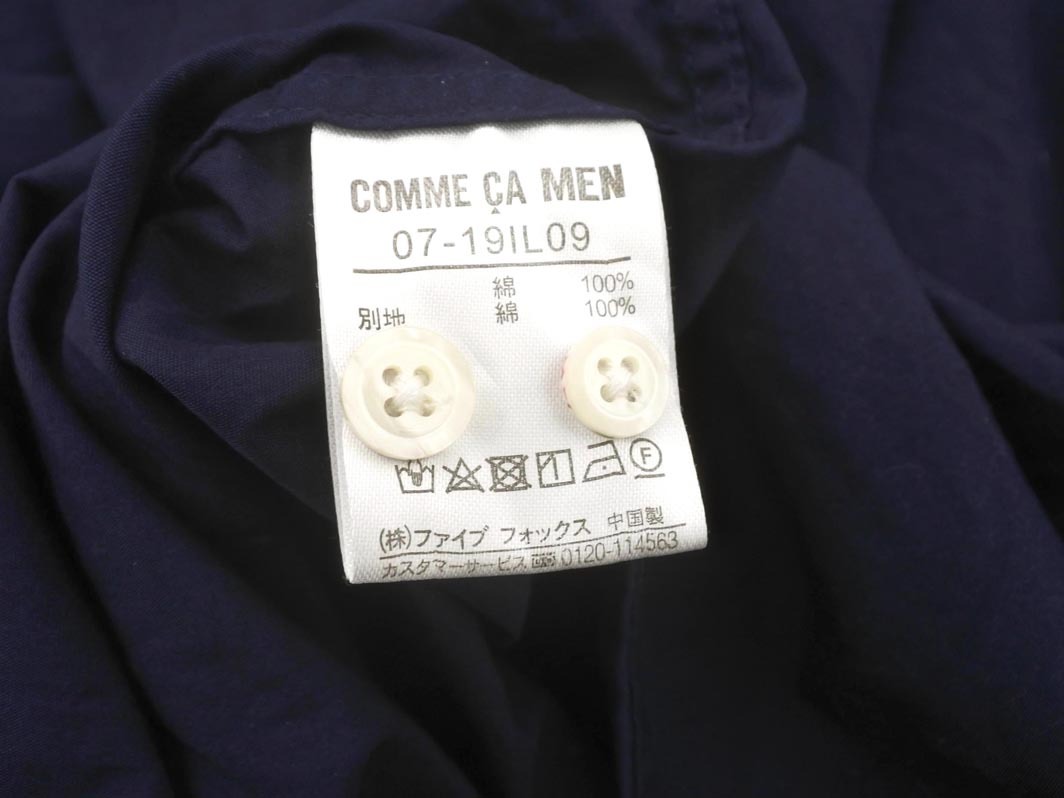 COMME ÇA MEN
07-19IL09
綿 100%
別地 綿 100%
F
(株)ファイブ フォックス 中国製
カスタマーサービス 0120-114563